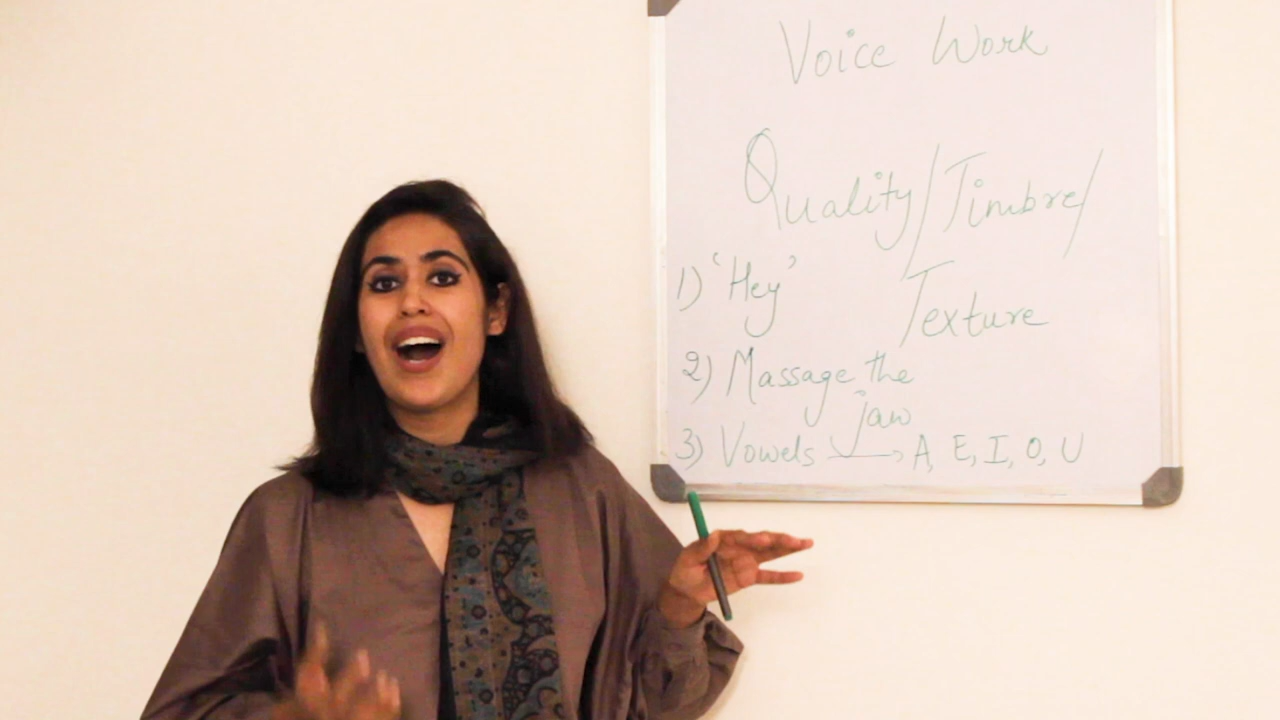 Voice Work
Quality/Timbre/
Texture
1) 'Hey'
2) Massage the
jaw
3) Vowels → A, E, I, O, U